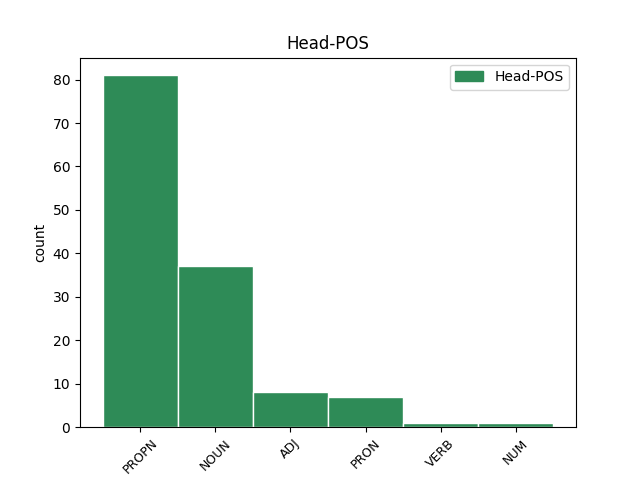 Head-POS
Head-POS
80
70
60
50
40
30
20
10
0
count
PROPN
NOUN
ADJ
PRON
VERB
NUM